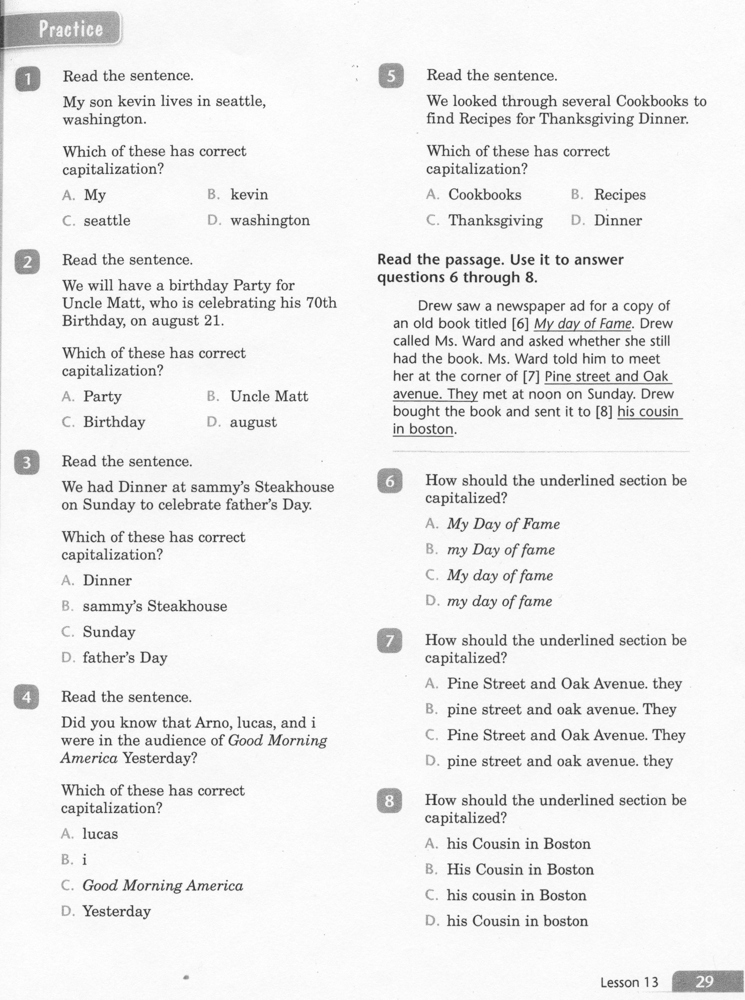 Practice
1
Read the sentence.
My son kevin lives in seattle,
washington.
Which of these has correct
capitalization?
A. My B. kevin
C. seattle D. washington
2
Read the sentence.
We will have a birthday Party for
Uncle Matt, who is celebrating his 70th
Birthday, on august 21.
Which of these has correct
capitalization?
A. Party B. Uncle Matt
C. Birthday D. august
3
Read the sentence.
We had Dinner at sammy's Steakhouse
on Sunday to celebrate father's Day.
Which of these has correct
capitalization?
A. Dinner
B. sammy's Steakhouse
C. Sunday
D. father's Day
4
Read the sentence.
Did you know that Arno, lucas, and i
were in the audience of Good Morning
America Yesterday?
Which of these has correct
capitalization?
A. lucas
B. i
C. Good Morning America
D. Yesterday
5
Read the sentence.
We looked through several Cookbooks to
find Recipes for Thanksgiving Dinner.
Which of these has correct
capitalization?
A. Cookbooks B. Recipes
C. Thanksgiving D. Dinner
Read the passage. Use it to answer
questions 6 through 8.
Drew saw a newspaper ad for a copy of
an old book titled [6] My day of Fame. Drew
called Ms. Ward and asked whether she still
had the book. Ms. Ward told him to meet
her at the corner of [7] Pine street and Oak
avenue. They met at noon on Sunday. Drew
bought the book and sent it to [8] his cousin
in boston.
6
How should the underlined section be
capitalized?
A. My Day of Fame
B. my Day of fame
C. My day of fame
D. my day of fame
7
How should the underlined section be
capitalized?
A. Pine Street and Oak Avenue. they
B. pine street and oak avenue. They
C. Pine Street and Oak Avenue. They
D. pine street and oak avenue. they
8
How should the underlined section be
capitalized?
A. his Cousin in Boston
B. His Cousin in Boston
C. his cousin in Boston
D. his Cousin in boston
Lesson 13 29